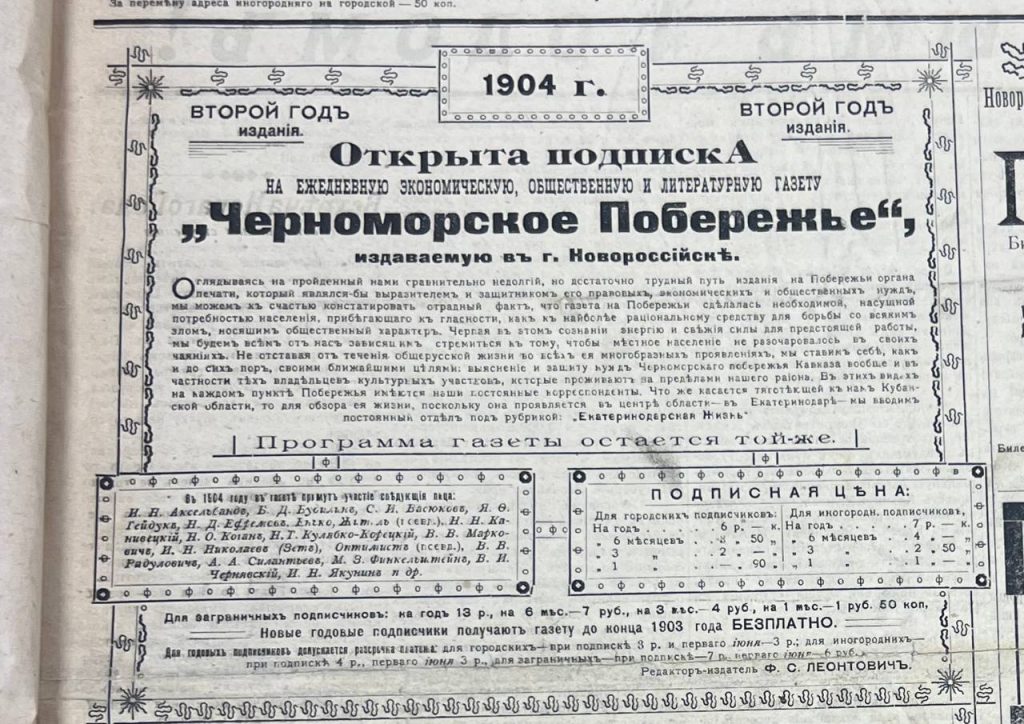 За перемѣну адреса иногородняго на городской — 50 коп.
1904 г.
ВТОРОЙ ГОДЪ
изданія.
ВТОРОЙ ГОДЪ
изданія.
Открыта подпискА
НА ЕЖЕДНЕВНУЮ ЭКОНОМИЧЕСКУЮ, ОБЩЕСТВЕННУЮ И ЛИТЕРАТУРНУЮ ГАЗЕТУ
„Черноморское Побережье“,
издаваемую въ г. Новороссійскѣ.
Оглядываясь на пройденный нами сравнительно недолгій, но достаточно трудный путь изданія на Побережьи органа
печати, который являлся-бы выразителемъ и защитникомъ его правовыхъ, экономическихъ и общественныхъ нуждъ,
мы можемъ къ счастью констатировать отрадный фактъ, что газета на Побережьи сдѣлалась необходимой, насущной
потребностью населенія, прибѣгающаго къ гласности, какъ къ наиболѣе раціональному средству для борьбы со всякимъ
зломъ, носящимъ общественный характеръ. Черпая въ этомъ сознаніи энергію и свѣжія силы для предстоящей работы,
мы будемъ всѣмъ отъ насъ зависящимъ стремиться къ тому, чтобы мѣстное населеніе не разочаровалось въ своихъ
чаяніяхъ. Не отставая отъ теченія общерусской жизни во всѣхъ ея многобразныхъ проявленіяхъ, мы ставимъ себѣ, какъ
и до сихъ поръ, своими ближайшими цѣлями: выясненіе и защиту нуждъ Черноморскаго побережья Кавказа вообще и въ
частности тѣхъ владѣльцевъ культурныхъ участковъ, которые проживаютъ за предѣлами нашего раіона. Въ этихъ видахъ
на каждомъ пунктѣ Побережья имѣются наши постоянные корреспонденты. Что же касается тяготѣющей къ намъ Кубан-
ской области, то для обзора ея жизни, поскольку она проявляется въ центрѣ области—въ Екатеринодарѣ—мы вводимъ
постоянный отдѣлъ подъ рубрикой: „Екатеринодарская Жизнь“
Программа газеты остается той-же.
Въ 1904 году въ газетѣ примутъ участіе слѣдующія лица:
И. Н. Аксельбандъ, Б. Д. С. И. Васюковъ, Я. Ѳ.
Гейдукъ, Н. Д. Ефремовъ, (псевд.), Н. Н. Ка-
нивецкій, Н. О. Коганъ, Н. Г. Кулябко-Корецкій, В. В. Марко-
вичъ, И. Н. Николаевъ (Зетъ), Оптимистъ (псевд.), В. В.
Радуловичъ, А. А. Силантьевъ, М. З. Финкельштейнъ, В. И.
Чернявскій, И. Н. Якунинъ и др.
ПОДПИСНАЯ ЦѢНА:
Для городскихъ подписчиковъ:
На годъ . . . 6 р. — к.
„ 6 мѣсяцевъ . . 3 „ 50 „
„ 3 „ . . 2 „ — „
„ 1 „ . . — „ 90 „
Для иногородн. подписчиковъ,
На годъ . . . 7 р. — к.
„ 6 мѣсяцевъ . . 4 „ — „
„ 3 „ . . 2 „ 50 „
„ 1 „ . . 1 „ — „
Для заграничныхъ подписчиковъ: на годъ 13 р., на 6 мѣс.—7 руб., на 3 мѣс.—4 руб., на 1 мѣс.—1 руб. 50 коп,
Новые годовые подписчики получаютъ газету до конца 1903 года БЕЗПЛАТНО.
Для годовыхъ подписчиковъ допускается разсрочка платежа: для городскихъ—при подпискѣ 3 р. и перваго іюня—3 р.; для иногороднихъ—
при подпискѣ 4 р., перваго іюня 3 р., для заграничныхъ—при подпискѣ—7 р., перваго іюня—6 руб.
Редакторъ-издатель Ф. С. ЛЕОНТОВИЧЪ.